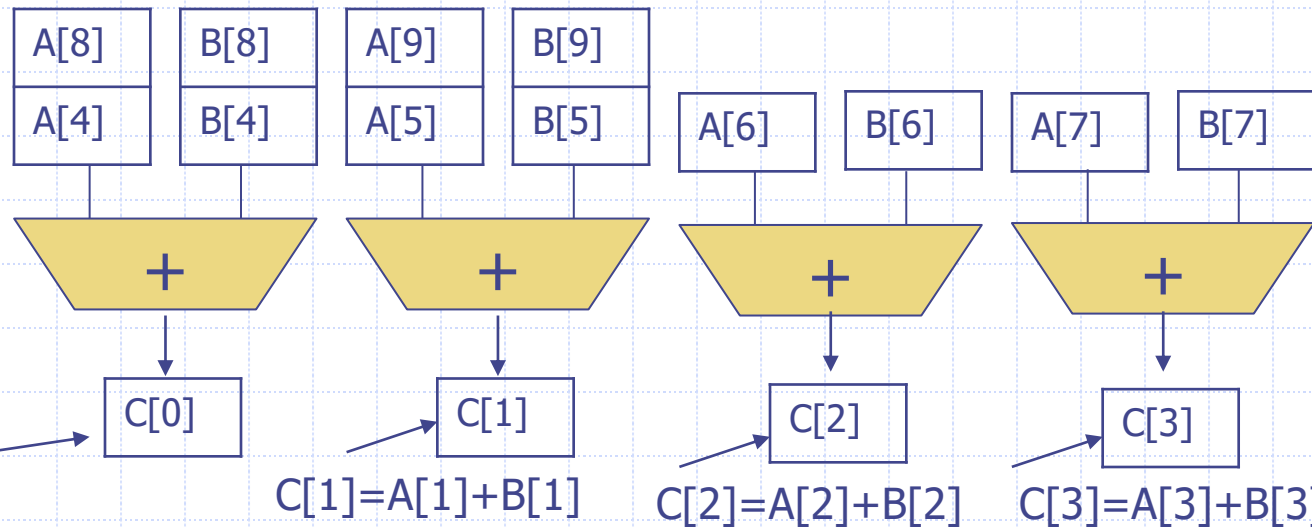 A[8] B[8] A[9] B[9]
A[4] B[4] A[5] B[5] A[6] B[6] A[7] B[7]
+ + + +
C[0] C[1] C[2] C[3]
C[1]=A[1]+B[1] C[2]=A[2]+B[2] C[3]=A[3]+B[3]